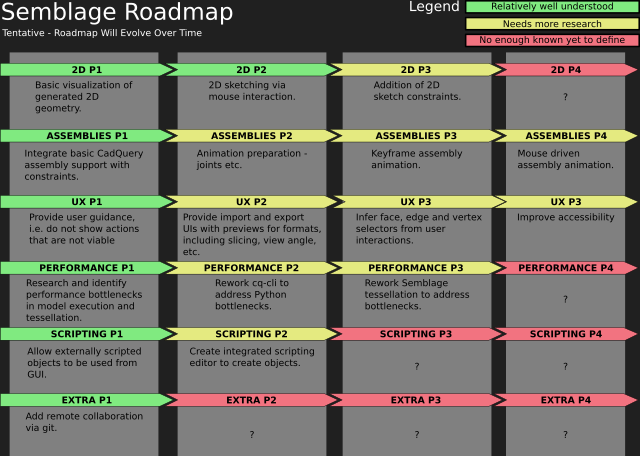 Semblage Roadmap
Tentative - Roadmap Will Evolve Over Time
Legend
Relatively well understood
Needs more research
No enough known yet to define
2D P1
2D P2
2D P3
2D P4
Basic visualization of
generated 2D
geometry.
2D sketching via
mouse interaction.
Addition of 2D
sketch constraints.
?
ASSEMBLIES P1
ASSEMBLIES P2
ASSEMBLIES P3
ASSEMBLIES P4
Integrate basic CadQuery
assembly support with
constraints.
Animation preparation -
joints etc.
Keyframe assembly
animation.
Mouse driven
assembly animation.
UX P1
UX P2
UX P3
UX P3
Provide user guidance,
i.e. do not show actions
that are not viable
Provide import and export
UIs with previews for formats,
including slicing, view angle,
etc.
Infer face, edge and vertex
selectors from user
interactions.
Improve accessibility
PERFORMANCE P1
PERFORMANCE P2
PERFORMANCE P3
PERFORMANCE P4
Research and identify
performance bottlenecks
in model execution and
tessellation.
Rework cq-cli to
address Python
bottlenecks.
Rework Semblage
tessellation to address
bottlenecks.
?
SCRIPTING P1
SCRIPTING P2
SCRIPTING P3
SCRIPTING P4
Allow externally scripted
objects to be used from
GUI.
Create integrated scripting
editor to create objects.
?
?
EXTRA P1
EXTRA P2
EXTRA P3
EXTRA P4
Add remote collaboration
via git.
?
?
?